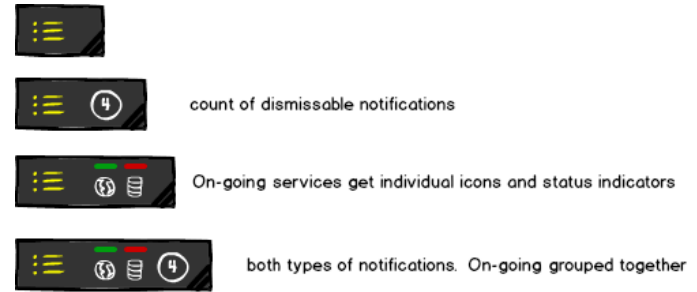 4
count of dismissable notifications
On-going services get individual icons and status indicators
4
both types of notifications. On-going grouped together